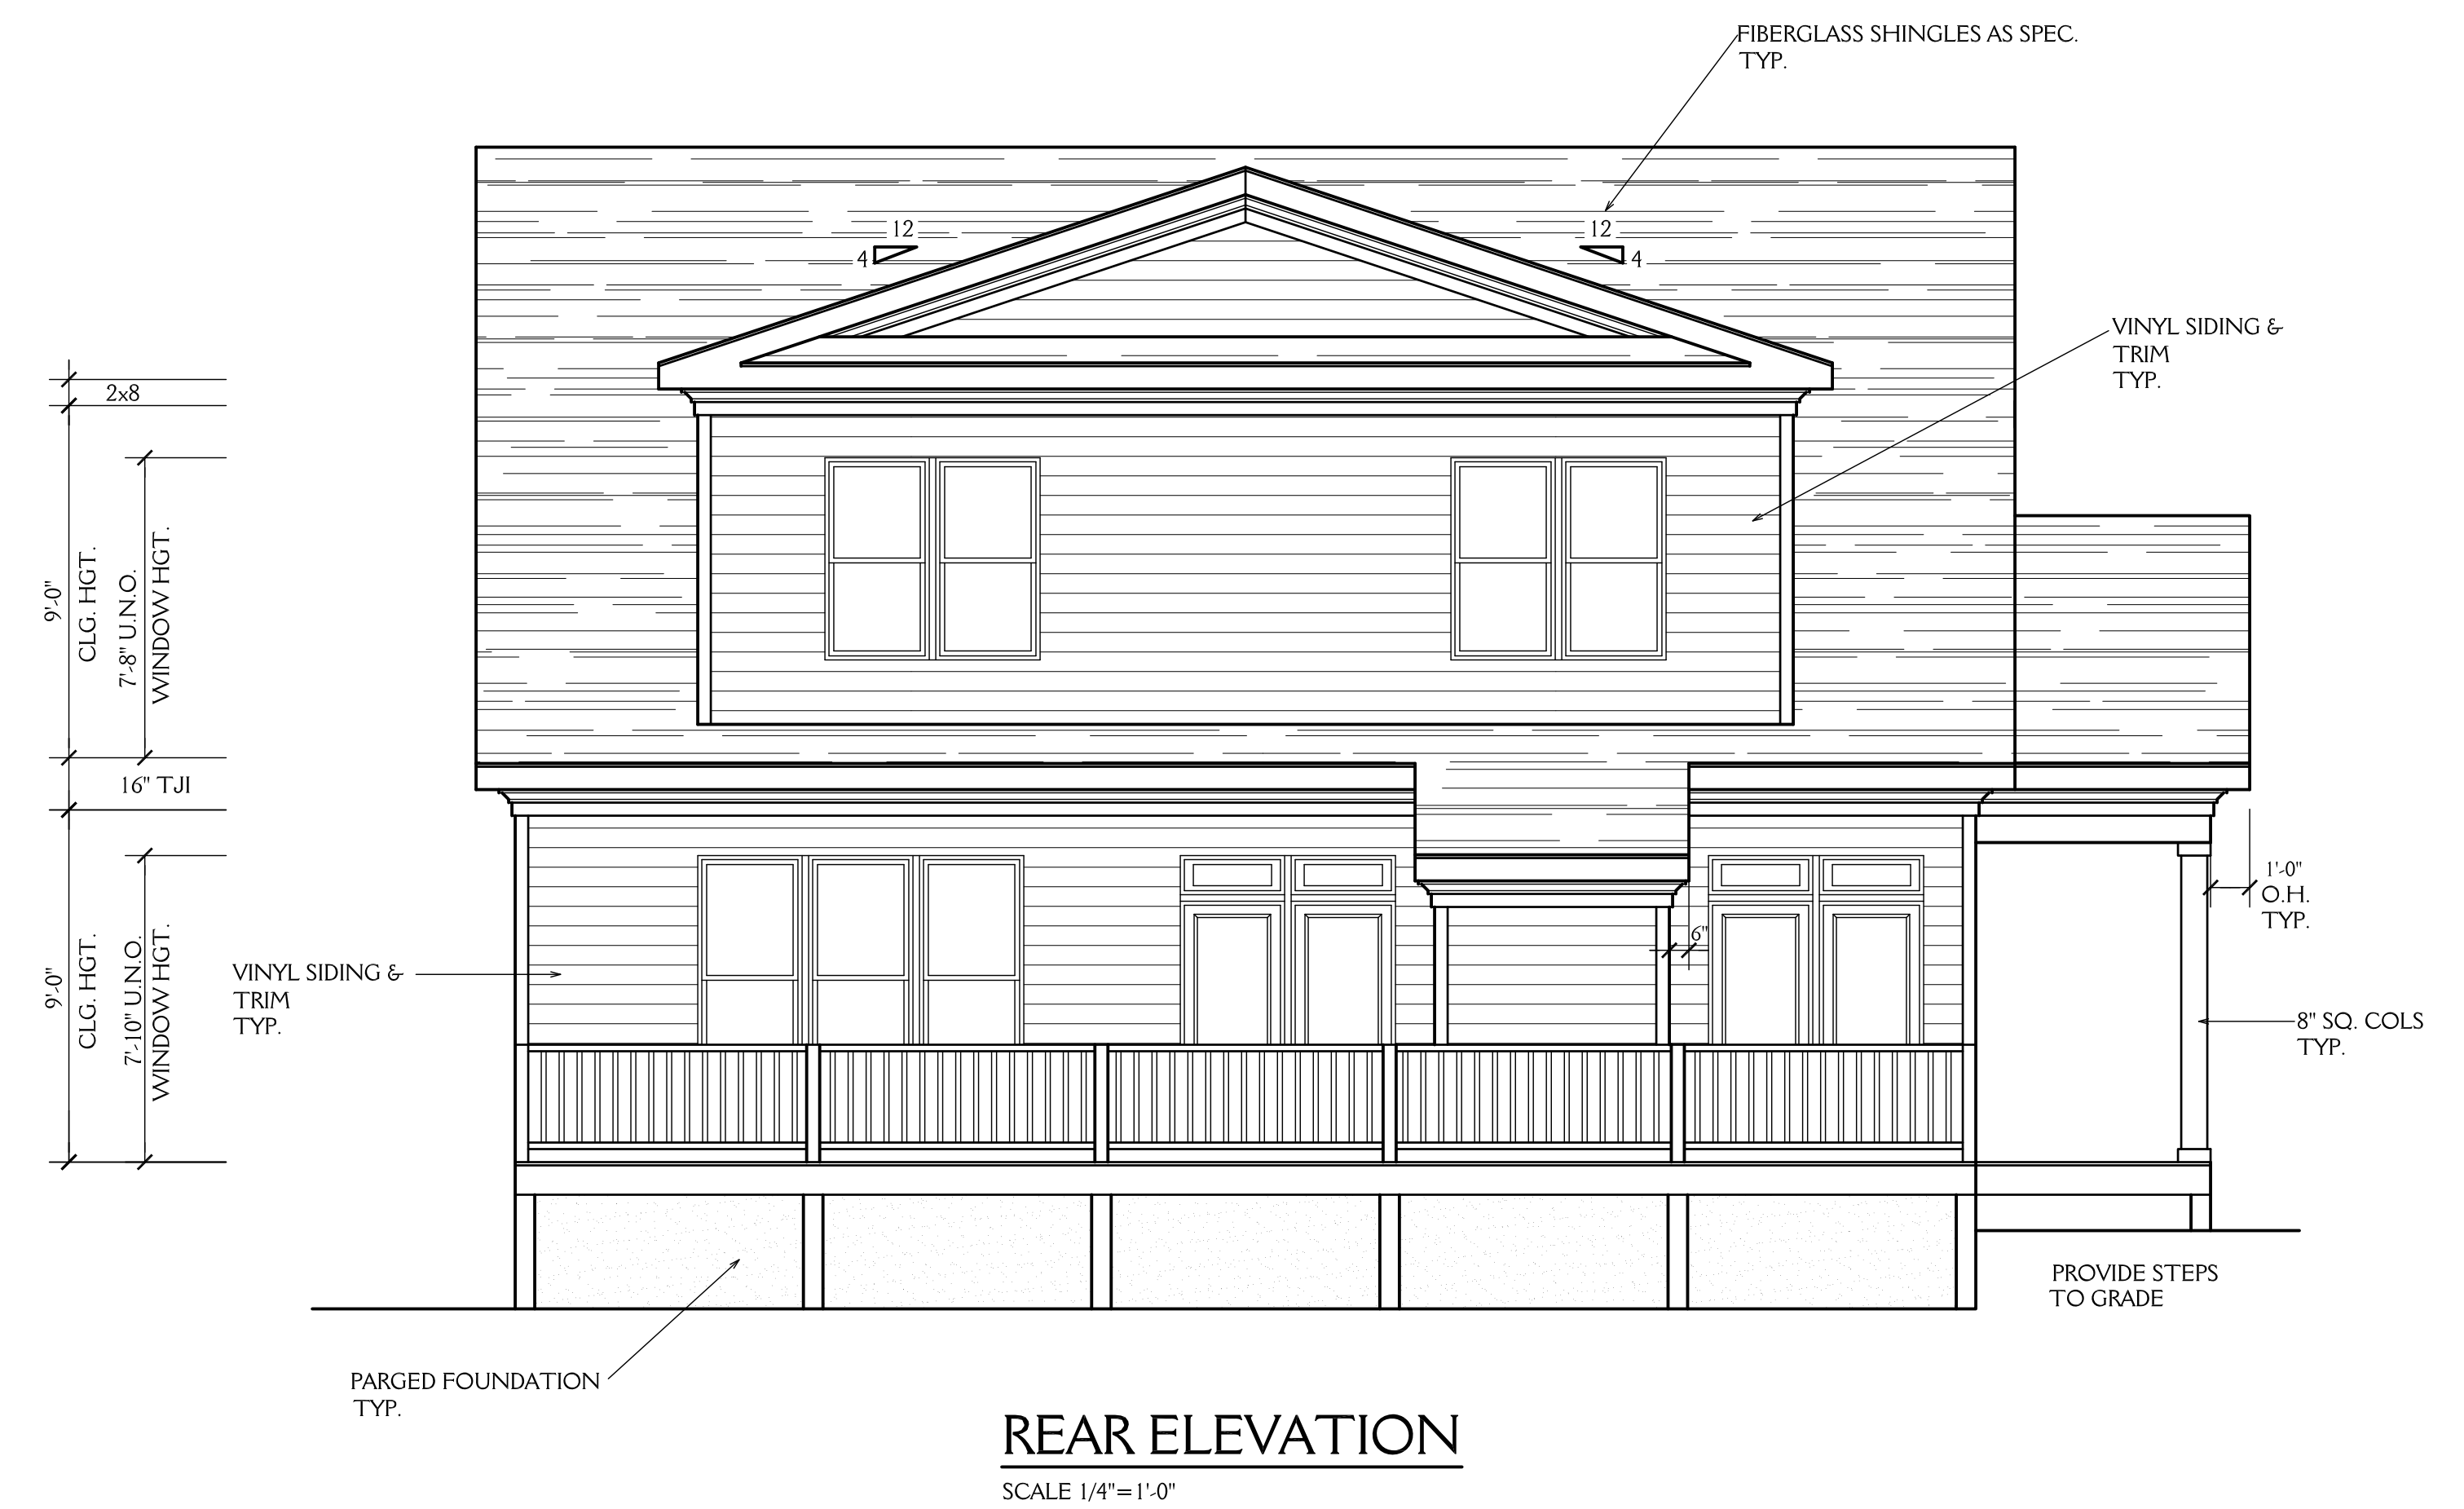 FIBERGLASS SHINGLES AS SPEC.
TYP.
12
4
12
4
VINYL SIDING &
TRIM
TYP.
2x8
9'-0"
CLG. HGT.
7'-8" U.N.O.
WINDOW HGT.
16" TJI
9'-0"
CLG. HGT.
7'-10" U.N.O.
WINDOW HGT.
VINYL SIDING &
TRIM
TYP.
6"
1'-0"
O.H.
TYP.
8" SQ. COLS
TYP.
PROVIDE STEPS
TO GRADE
PARGED FOUNDATION
TYP.
REAR ELEVATION
SCALE 1/4"=1'-0"